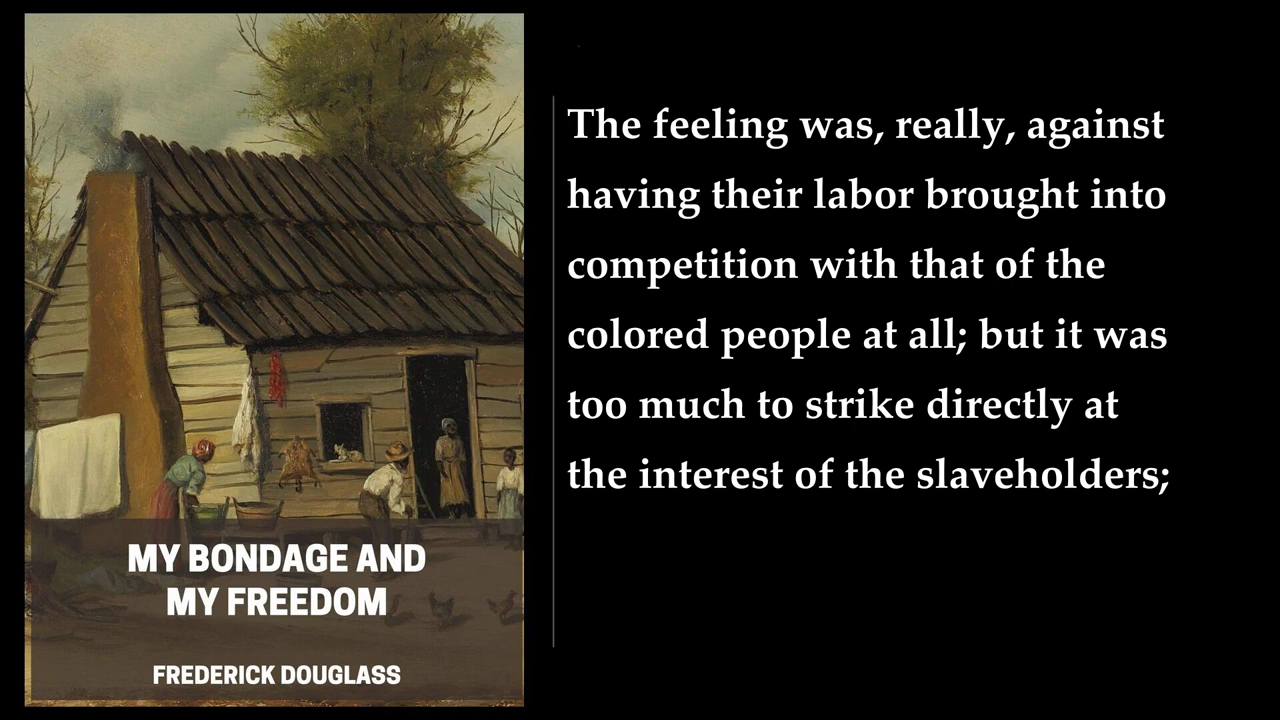 MY BONDAGE AND
MY FREEDOM
FREDERICK DOUGLASS
The feeling was, really, against
having their labor brought into
competition with that of the
colored people at all; but it was
too much to strike directly at
the interest of the slaveholders;